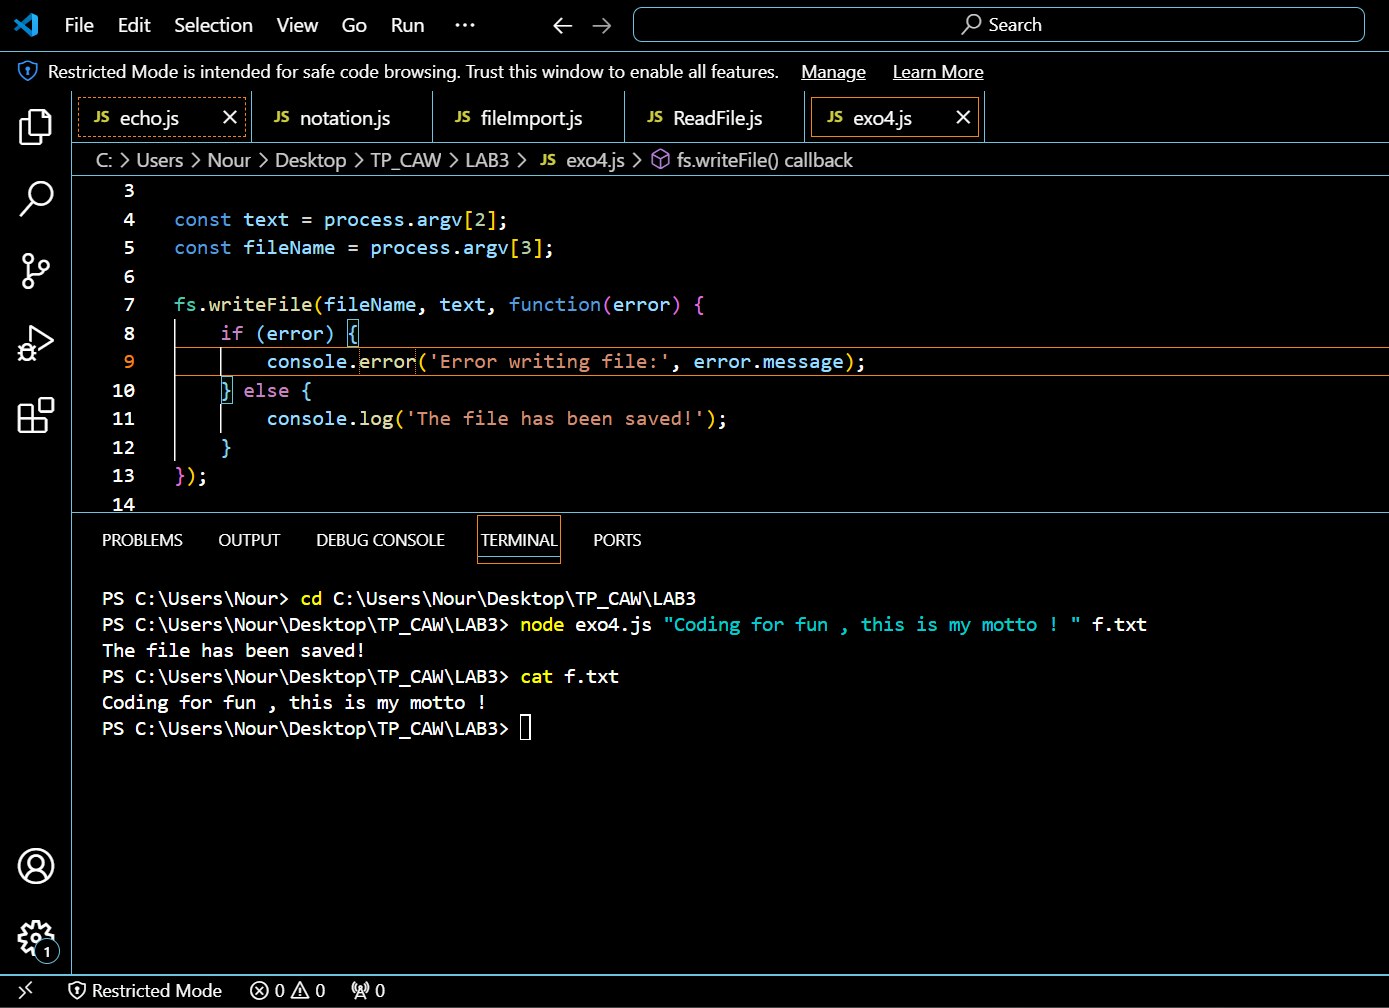 File Edit Selection View Go Run ··· Search
Restricted Mode is intended for safe code browsing. Trust this window to enable all features. Manage Learn More
JS echo.js JS notation.js JS fileImport.js JS ReadFile.js JS exo4.js
C: > Users > Nour > Desktop > TP_CAW > LAB3 > JS exo4.js > fs.writeFile() callback
3
4 const text = process.argv[2];
5 const fileName = process.argv[3];
6
7 fs.writeFile(fileName, text, function(error) {
8 if (error) {
9 console.error('Error writing file:', error.message);
10 } else {
11 console.log('The file has been saved!');
12 }
13 });
14
PROBLEMS OUTPUT DEBUG CONSOLE TERMINAL PORTS
PS C:\Users\Nour> cd C:\Users\Nour\Desktop\TP_CAW\LAB3
PS C:\Users\Nour\Desktop\TP_CAW\LAB3> node exo4.js "Coding for fun , this is my motto ! " f.txt
The file has been saved!
PS C:\Users\Nour\Desktop\TP_CAW\LAB3> cat f.txt
Coding for fun , this is my motto !
PS C:\Users\Nour\Desktop\TP_CAW\LAB3>
1
Restricted Mode 0 0 0